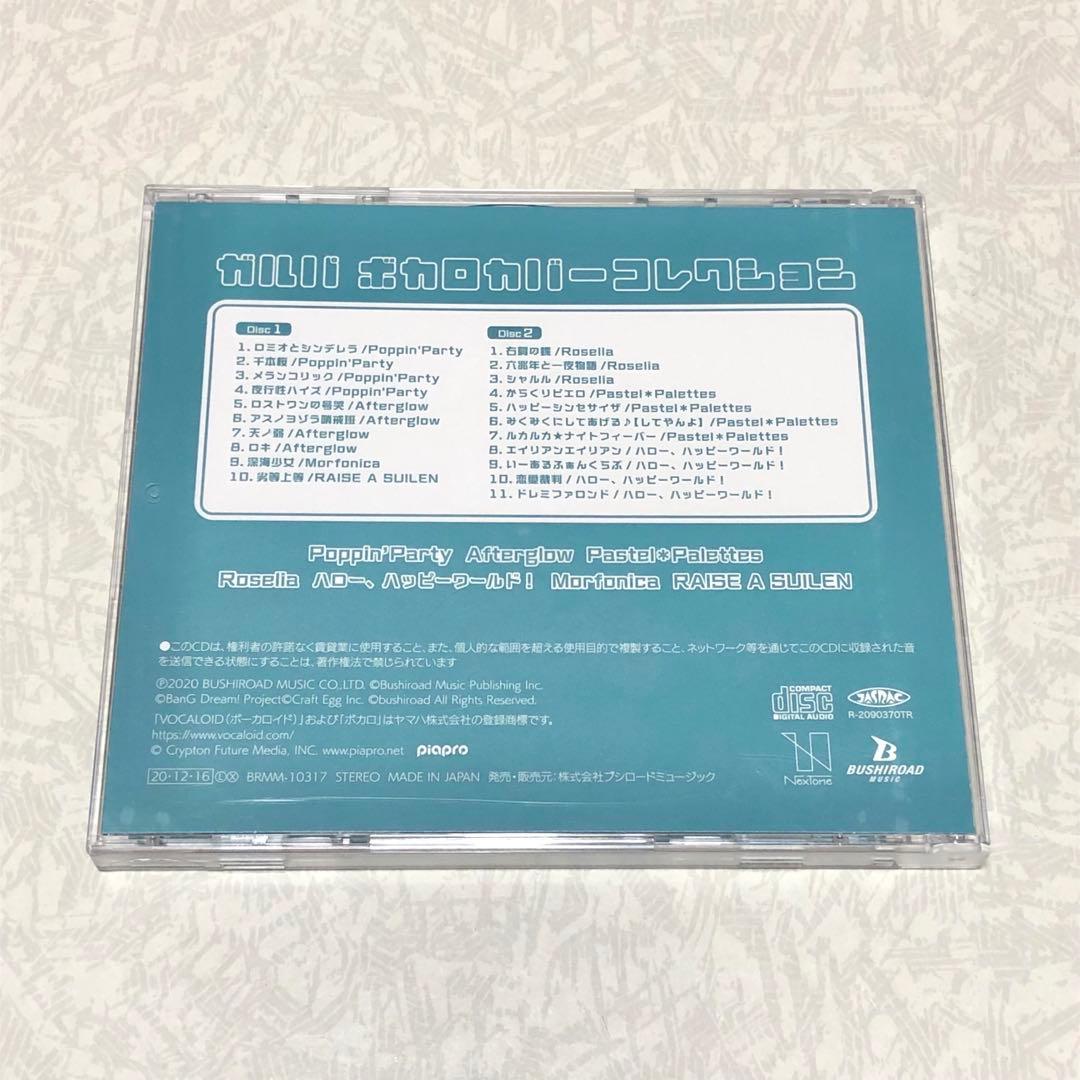 ガルパ ボカロカバーコレクション
Disc 1
1. ロミオとシンデレラ/Poppin'Party
2. 千本桜/Poppin'Party
3. メランコリック/Poppin'Party
4. 夜行性ハイズ/Poppin'Party
5. ロストワンの号哭/Afterglow
6. アスノヨゾラ哨戒班/Afterglow
7. 天ノ弱/Afterglow
8. ロキ/Afterglow
9. 深海少女/Morfonica
10. 劣等上等/RAISE A SUILEN
Disc 2
1. 右肩の蝶/Roselia
2. 六兆年と一夜物語/Roselia
3. シャルル/Roselia
4. からくりピエロ/Pastel*Palettes
5. ハッピーシンセサイザ/Pastel*Palettes
6. みくみくにしてあげる♪【してやんよ】/Pastel*Palettes
7. ルカルカ★ナイトフィーバー/Pastel*Palettes
8. エイリアンエイリアン/ハロー、ハッピーワールド!
9. いーあるふぁんくらぶ/ハロー、ハッピーワールド!
10. 恋愛裁判/ハロー、ハッピーワールド!
11. ドレミファロンド/ハロー、ハッピーワールド!
Poppin'Party Afterglow Pastel*Palettes
Roselia ハロー、ハッピーワールド! Morfonica RAISE A SUILEN
●このCDは、権利者の許諾なく賃貸業に使用すること、また、個人的な範囲を超える使用目的で複製すること、ネットワーク等を通じてこのCDに収録された音
を送信できる状態にすることは、著作権法で禁じられています
℗2020 BUSHIROAD MUSIC CO.,LTD. ©Bushiroad Music Publishing Inc.
©BanG Dream! Project ©Craft Egg Inc. ©bushiroad All Rights Reserved.
「VOCALOID(ボーカロイド)」および「ボカロ」はヤマハ株式会社の登録商標です。
https://www.vocaloid.com/
© Crypton Future Media, INC. www.piapro.net piapro
20・12・16 Ⓛ Ⓧ BRMM-10317 STEREO MADE IN JAPAN 発売・販売元:株式会社ブシロードミュージック
COMPACT
disc
DIGITAL AUDIO
JASRAC
R-2090370TR
NexTone
BUSHIROAD
MUSIC